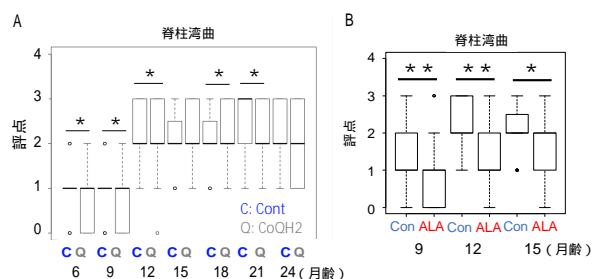 A
脊柱湾曲
評点
4
3
2
1
0
* * * * *
C: Cont
Q: CoQH2
C Q C Q C Q C Q C Q C Q C Q
6 9 12 15 18 21 24 (月齢)
B
脊柱湾曲
評点
4
3
2
1
0
** ** *
Con ALA Con ALA Con ALA
9 12 15 (月齢)